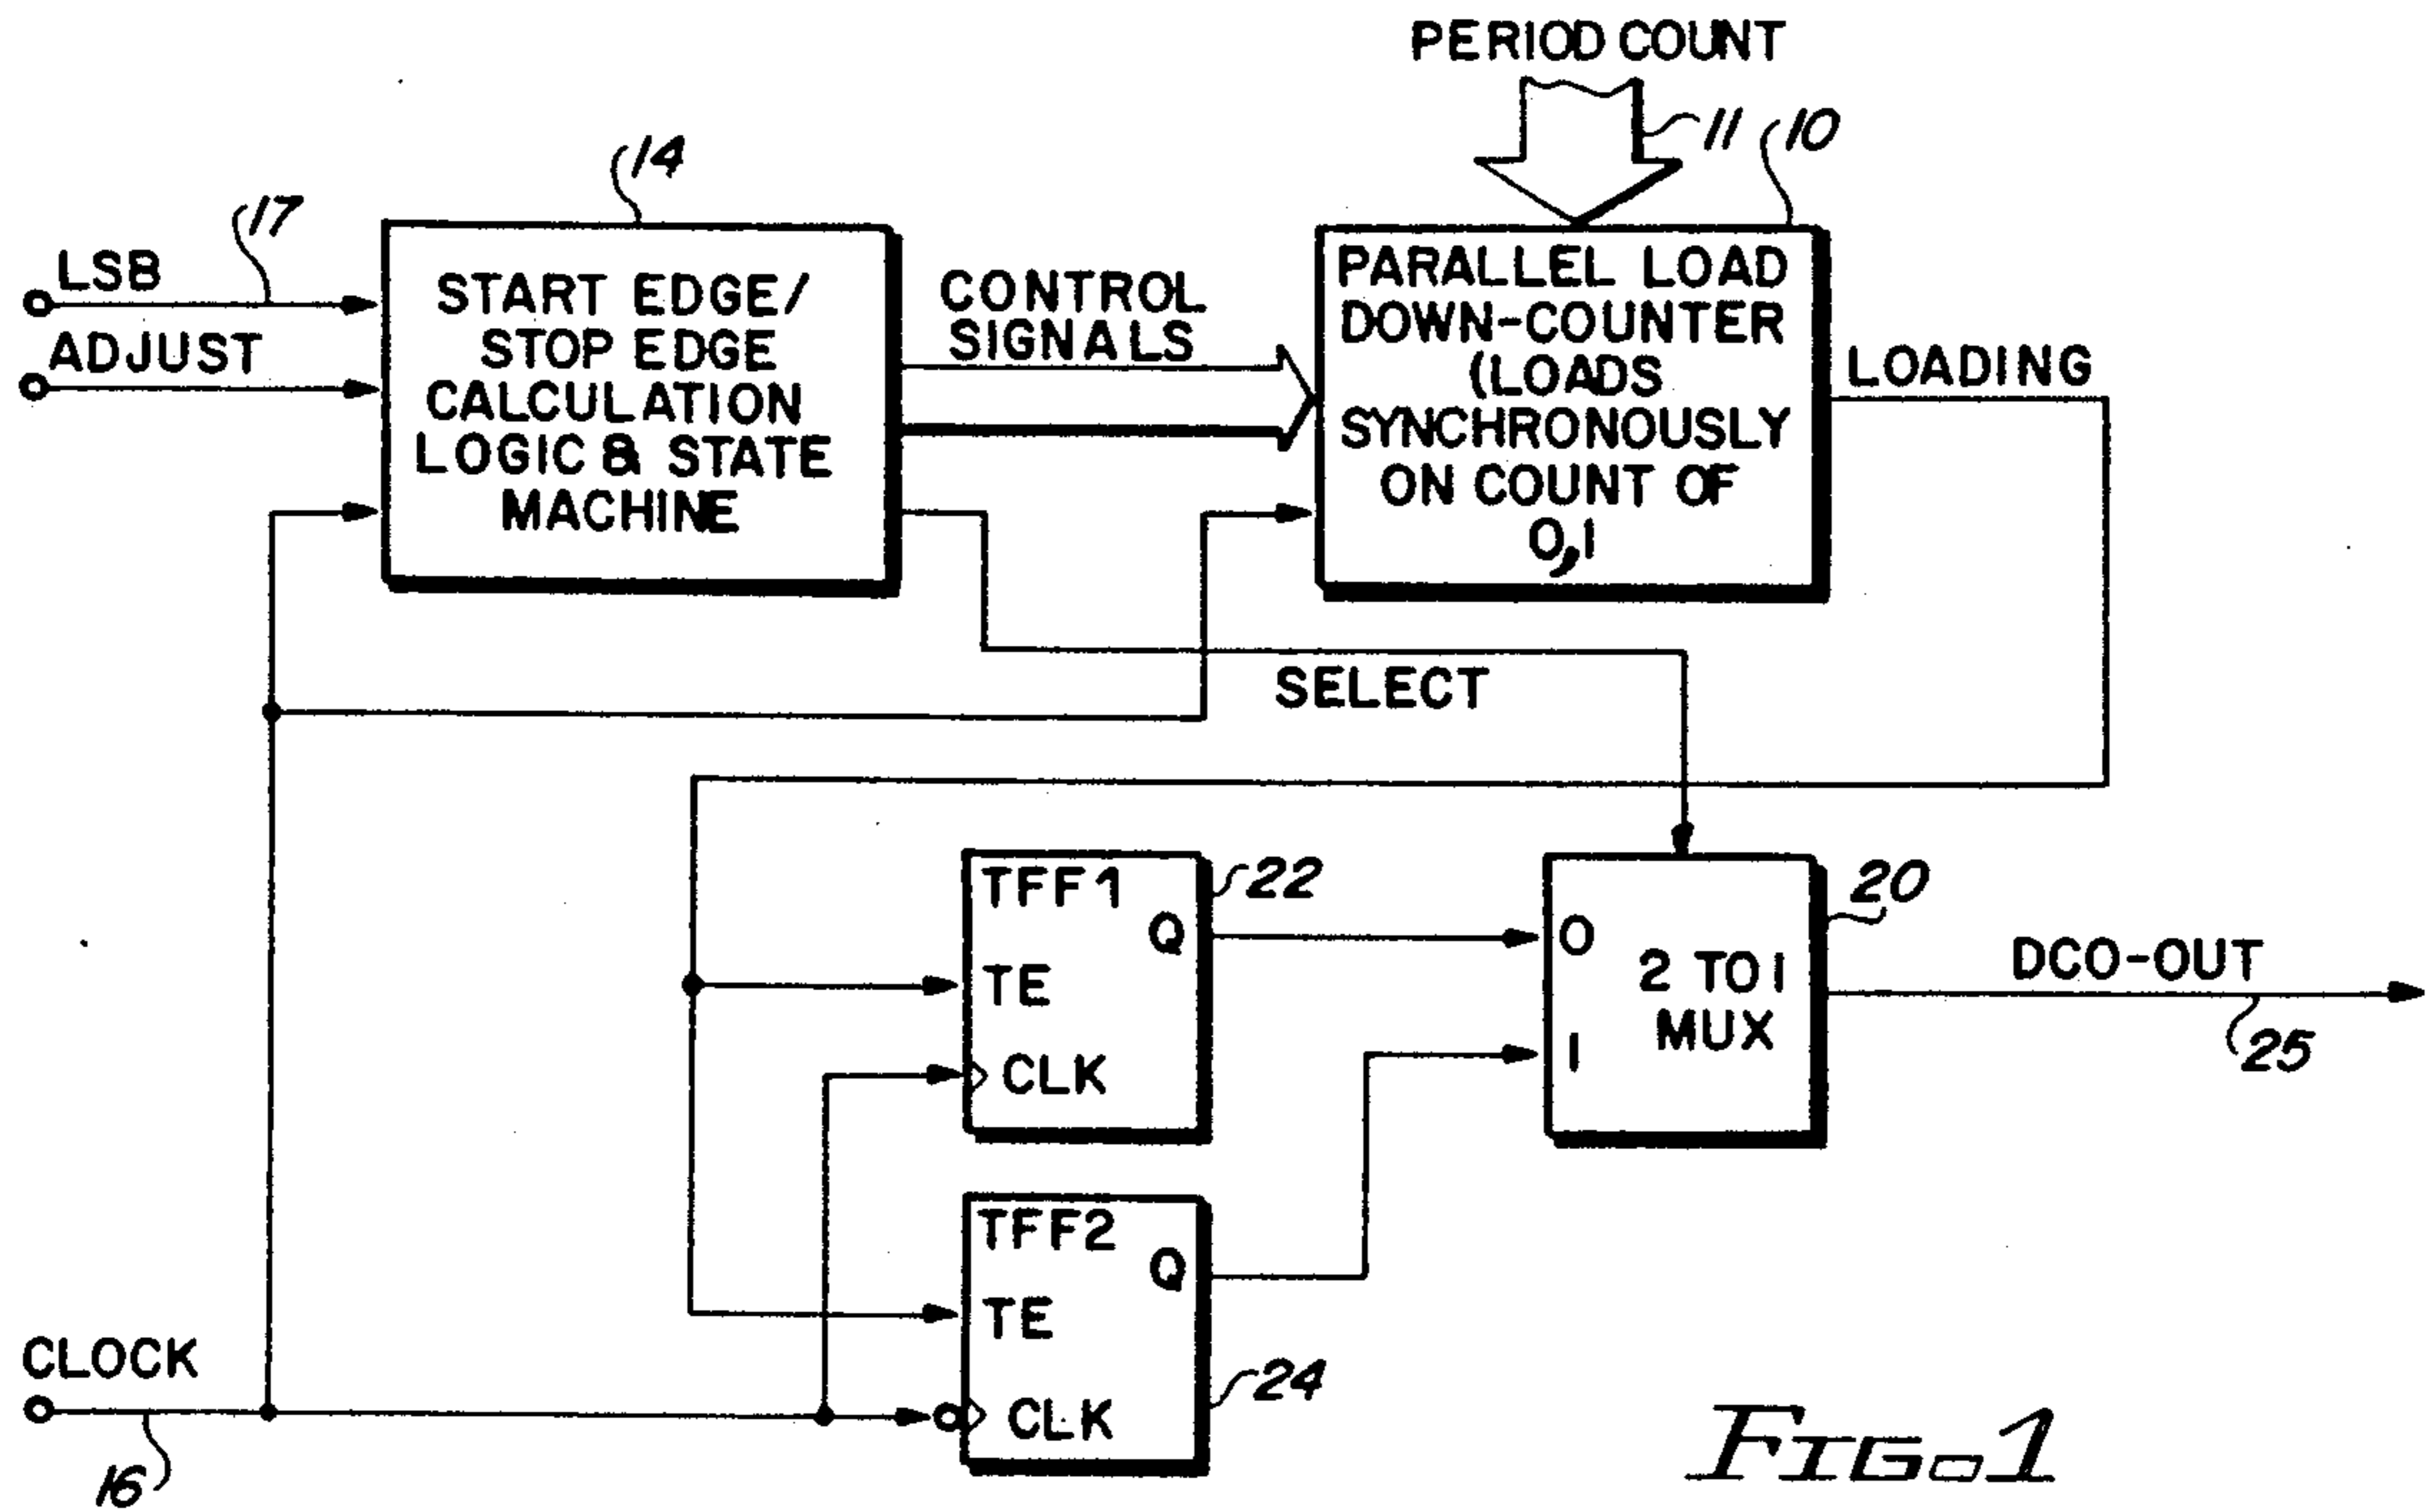 PERIOD COUNT
11
10
14
17
LSB
ADJUST
START EDGE/
STOP EDGE
CALCULATION
LOGIC & STATE
MACHINE
CONTROL
SIGNALS
PARALLEL LOAD
DOWN-COUNTER
(LOADS
SYNCHRONOUSLY
ON COUNT OF
0,1
LOADING
SELECT
TFF1
Q
TE
CLK
22
0
1
2 TO 1
MUX
20
DCO-OUT
25
TFF2
Q
TE
CLK
24
CLOCK
16
FIG. 1